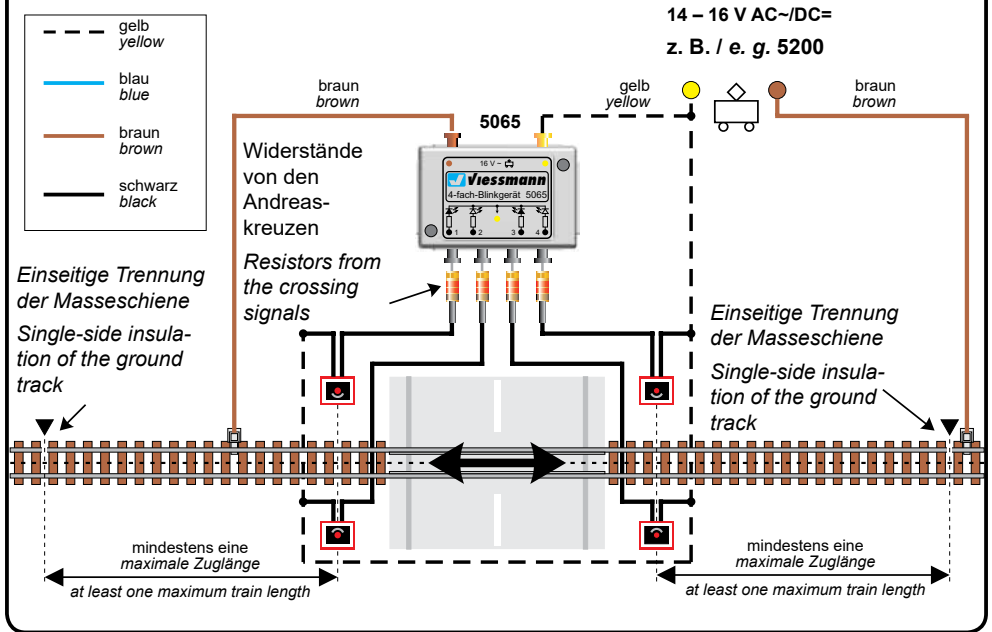 gelb
yellow
blau
blue
braun
brown
schwarz
black
14 – 16 V AC~/DC=
z. B. / e. g. 5200
braun
brown
5065
gelb
yellow
braun
brown
16 V ~
Viessmann
4-fach-Blinkgerät 5065
1 2 3 4
Widerstände
von den
Andreas-
kreuzen
Resistors from
the crossing
signals
Einseitige Trennung
der Masseschiene
Single-side insula-
tion of the ground
track
Einseitige Trennung
der Masseschiene
Single-side insula-
tion of the ground
track
mindestens eine
maximale Zuglänge
at least one maximum train length
mindestens eine
maximale Zuglänge
at least one maximum train length